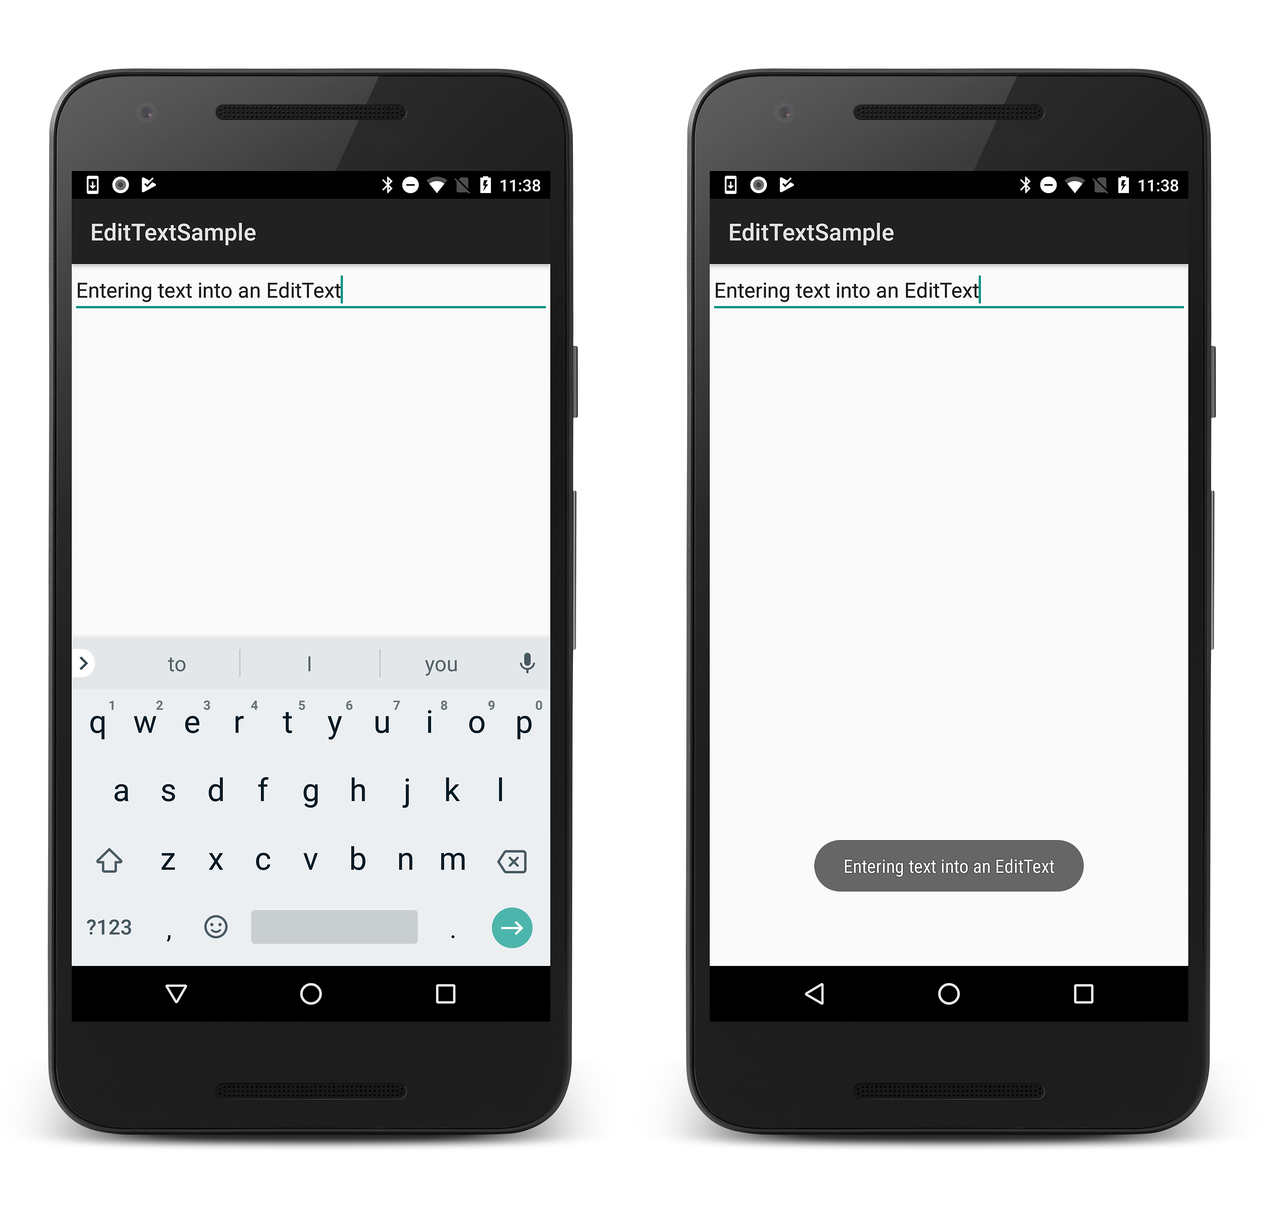 11:38
EditTextSample
Entering text into an EditText
to I you
1 2 3 4 5 6 7 8 9 0
q w e r t y u i o p
a s d f g h j k l
z x c v b n m
?123 , .
11:38
EditTextSample
Entering text into an EditText
Entering text into an EditText